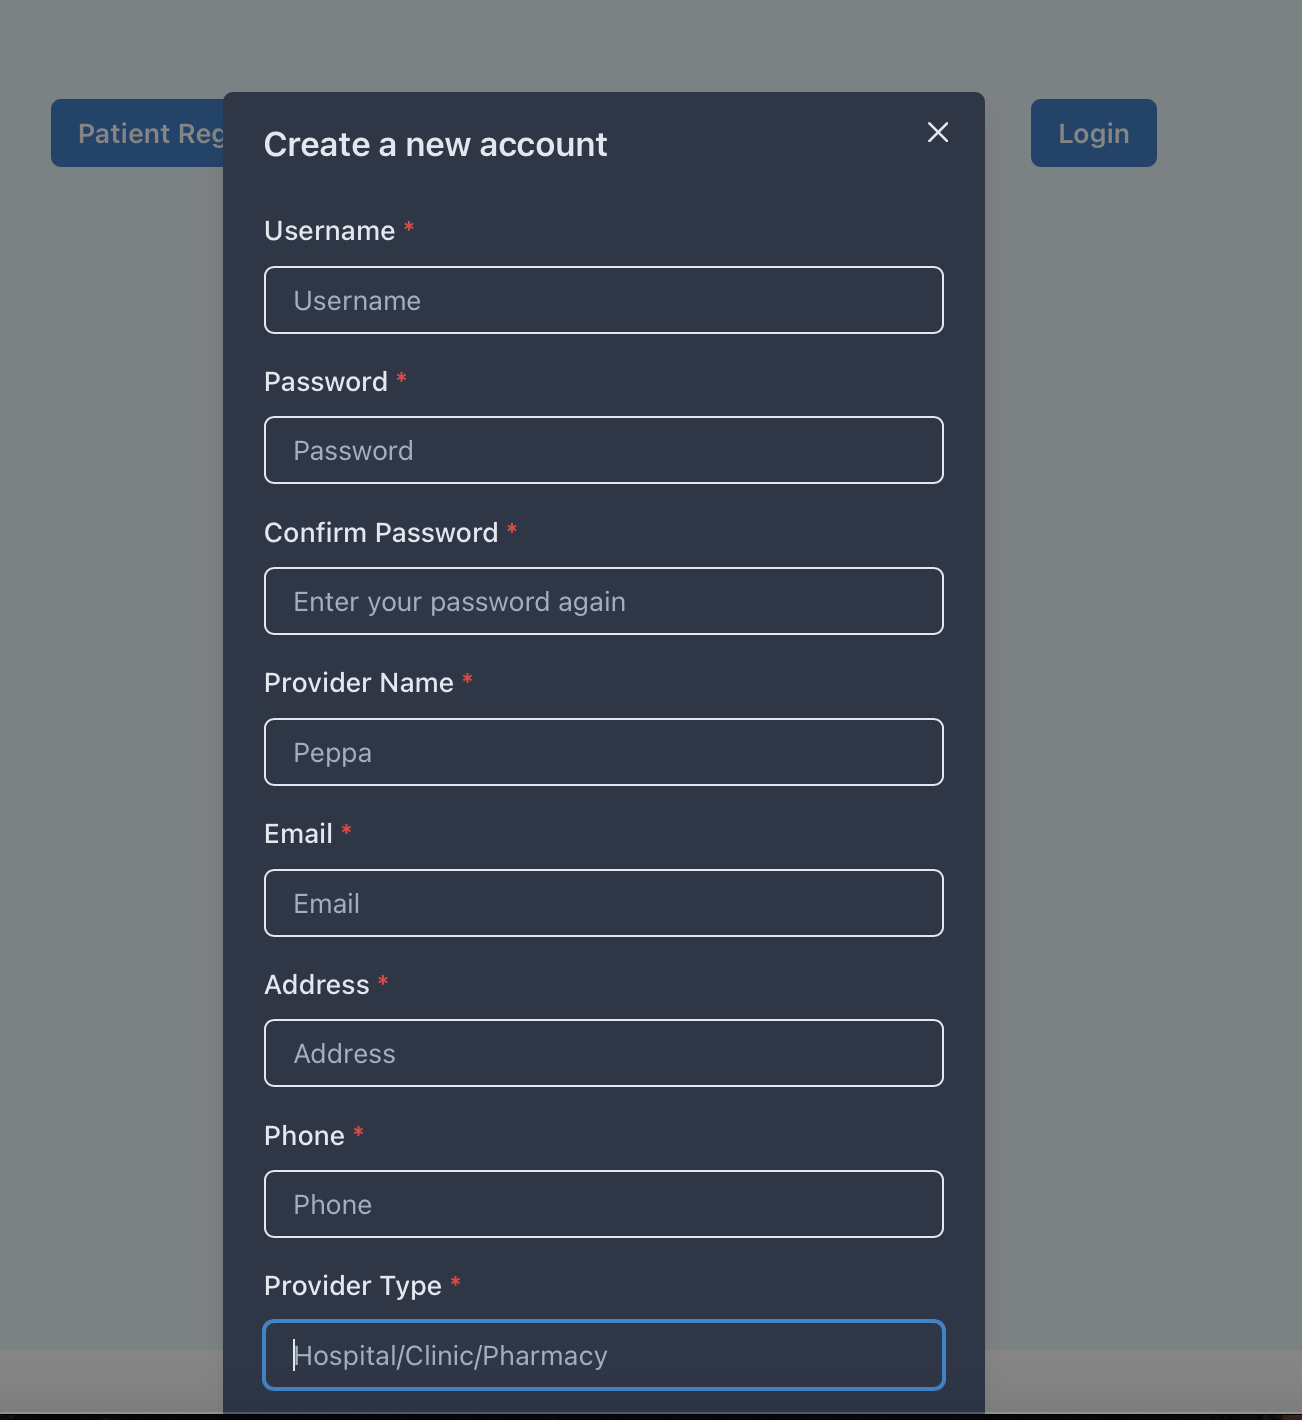 Patient Reg
Create a new account
Login
Username *
Username
Password *
Password
Confirm Password *
Enter your password again
Provider Name *
Peppa
Email *
Email
Address *
Address
Phone *
Phone
Provider Type *
Hospital/Clinic/Pharmacy